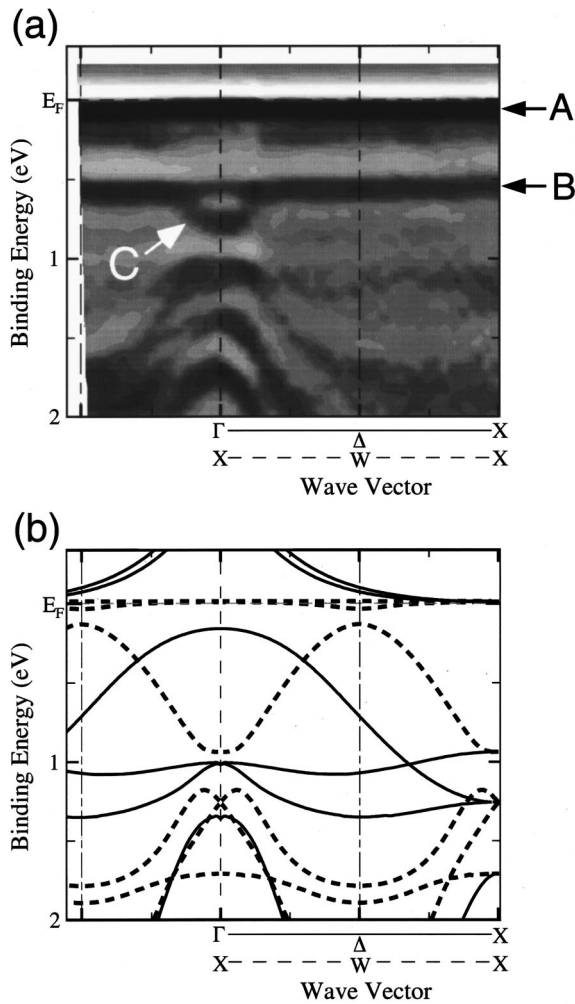 (a)
E_F
A
B
C
Binding Energy (eV)
1
2
Γ X
Δ
X W X
Wave Vector
(b)
E_F
Binding Energy (eV)
1
2
Γ X
Δ
X W X
Wave Vector